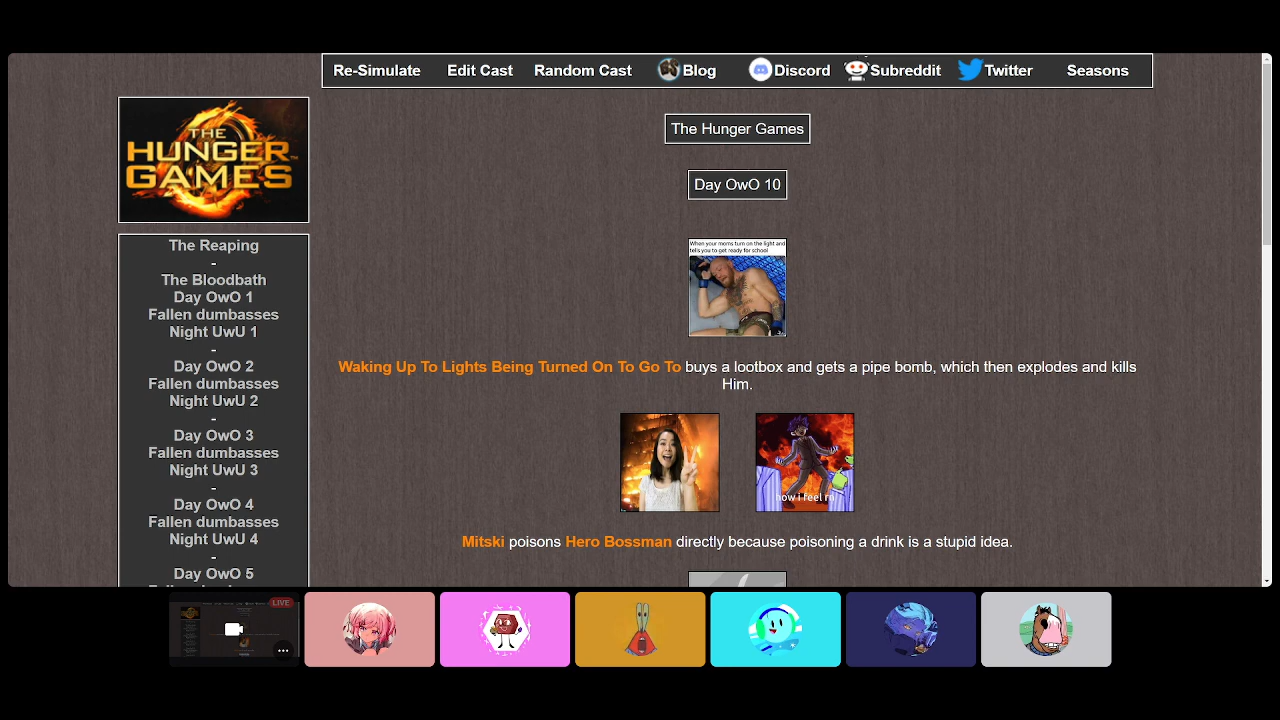 Re-Simulate Edit Cast Random Cast Blog Discord Subreddit Twitter Seasons
THE
HUNGER
GAMES
The Hunger Games
Day OwO 10
The Reaping
-
The Bloodbath
Day OwO 1
Fallen dumbasses
Night UwU 1
-
Day OwO 2
Fallen dumbasses
Night UwU 2
-
Day OwO 3
Fallen dumbasses
Night UwU 3
-
Day OwO 4
Fallen dumbasses
Night UwU 4
-
Day OwO 5
When your moms turn on the light and
tells you to get ready for school
Waking Up To Lights Being Turned On To Go To buys a lootbox and gets a pipe bomb, which then explodes and kills
Him.
how i feel rn
Mitski poisons Hero Bossman directly because poisoning a drink is a stupid idea.
LIVE